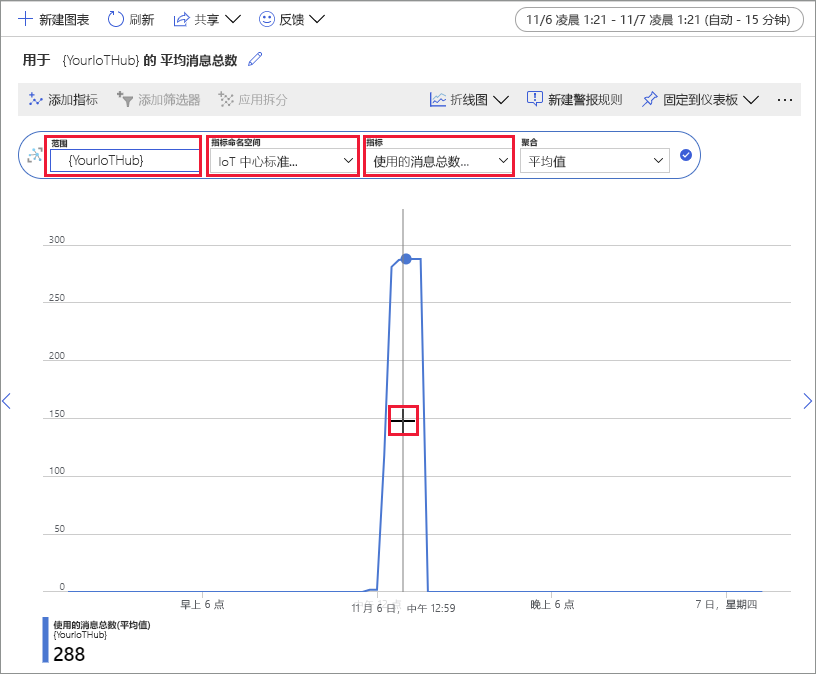 新建图表 刷新 共享 反馈 11/6 凌晨 1:21 - 11/7 凌晨 1:21 (自动 - 15 分钟)
用于 {YourIoTHub} 的 平均消息总数
添加指标 添加筛选器 应用拆分 折线图 新建警报规则 固定到仪表板 ...
范围 指标命名空间 指标 聚合
{YourIoTHub} IoT 中心标准... 使用的消息总数... 平均值
300
250
200
150
100
50
0
早上 6 点 11 月 6 日，中午 12:59 晚上 6 点 7 日，星期四
使用的消息总数(平均值)
{YourIoTHub}
288